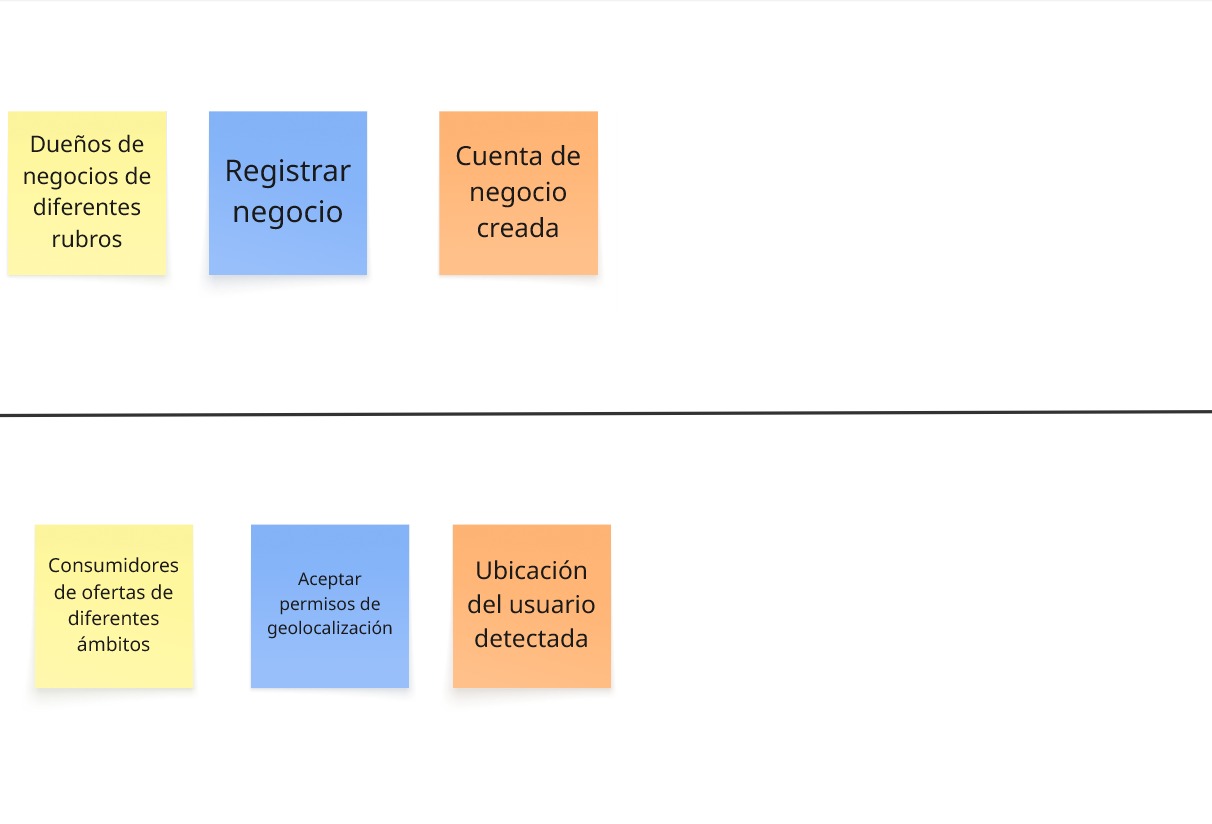 Dueños de
negocios de
diferentes
rubros
Registrar
negocio
Cuenta de
negocio
creada
Consumidores
de ofertas de
diferentes
ámbitos
Aceptar
permisos de
geolocalización
Ubicación
del usuario
detectada